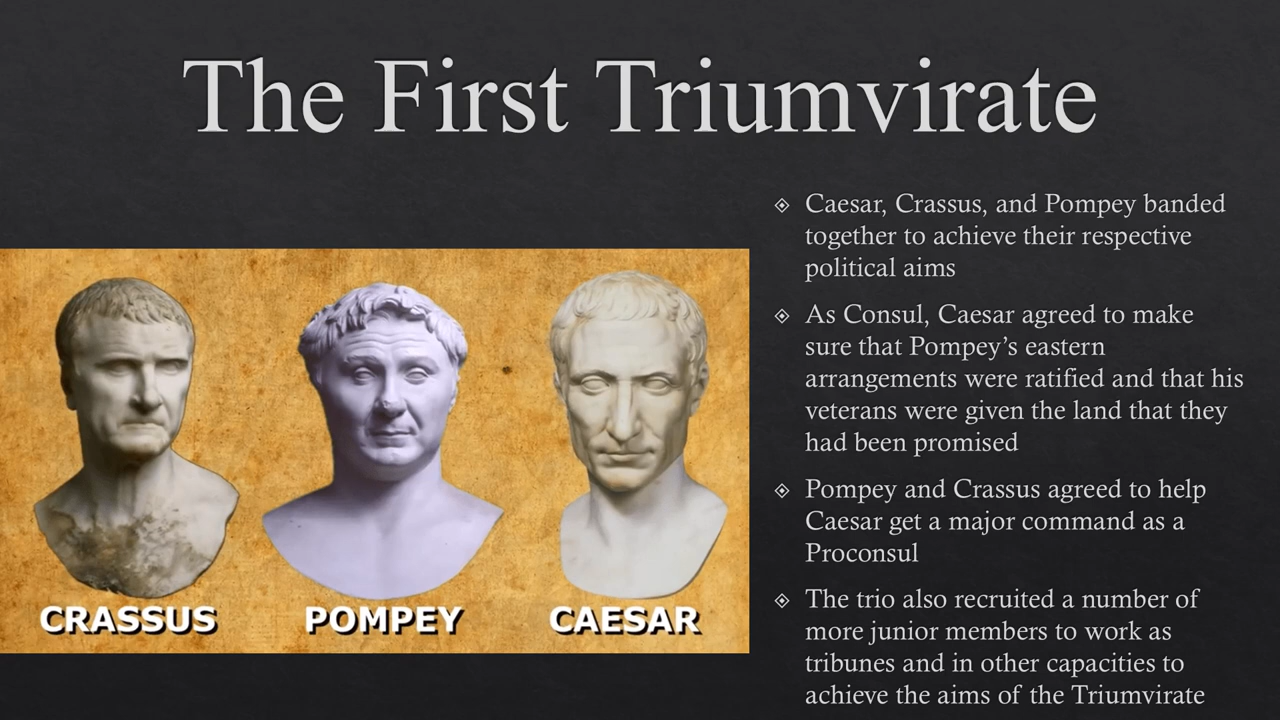 The First Triumvirate
CRASSUS
POMPEY
CAESAR
Caesar, Crassus, and Pompey banded
together to achieve their respective
political aims
As Consul, Caesar agreed to make
sure that Pompey’s eastern
arrangements were ratified and that his
veterans were given the land that they
had been promised
Pompey and Crassus agreed to help
Caesar get a major command as a
Proconsul
The trio also recruited a number of
more junior members to work as
tribunes and in other capacities to
achieve the aims of the Triumvirate